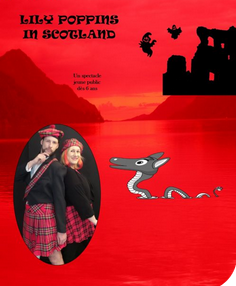 LILY POPPINS
IN SCOTLAND
Un spectacle
jeune public
dès 6 ans